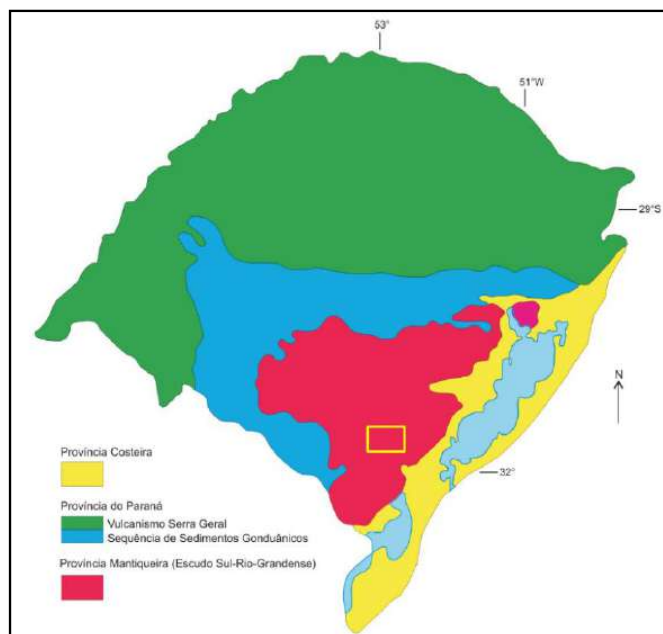 53°
51°W
29°S
N
32°
Província Costeira
Província do Paraná
Vulcanismo Serra Geral
Sequência de Sedimentos Gonduânicos
Província Mantiqueira (Escudo Sul-Rio-Grandense)